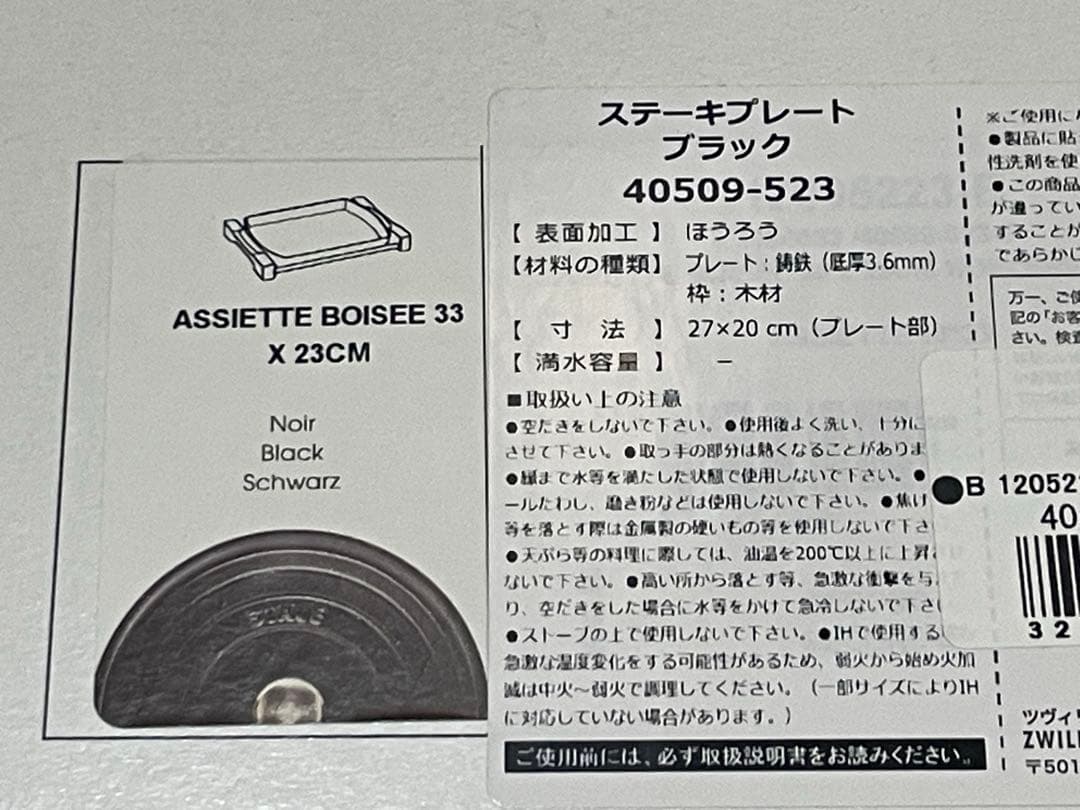 ASSIETTE BOISEE 33
X 23CM
Noir
Black
Schwarz
STAUB
ステーキプレート
ブラック
40509-523
【 表面加工 】 ほうろう
【材料の種類】 プレート：鋳鉄（底厚3.6mm）
枠：木材
【 寸 法 】 27×20 cm（プレート部）
【 満水容量 】 －
■取扱い上の注意
●空だきをしないで下さい。●使用後よく洗い、十分に
させて下さい。●取っ手の部分は熱くなることがありま
●縁まで水等を満たした状態で使用しないで下さい。●
ールたわし、磨き粉などは使用しないで下さい。●焦げ
等を落とす際は金属製の硬いもの等を使用しないで下さ
●天ぷら等の料理に際しては、油温を200℃以上に上昇
ないで下さい。●高い所から落とす等、急激な衝撃を与
り、空だきをした場合に水等をかけて急冷しないで下さ
●ストーブの上で使用しないで下さい。●IHで使用する
急激な温度変化をする可能性があるため、弱火から始め火加
減は中火～弱火で調理してください。（一部サイズによりIH
に対応していない場合があります。）
ご使用前には、必ず取扱説明書をお読みください。
※ご使用に
●製品に貼
性洗剤を使
●この商品
が違ってい
することが
であらかじ
万一、ご使
記の「お客
さい。検査
B 120521
40
3 2
ツヴィ
ZWILL
〒501